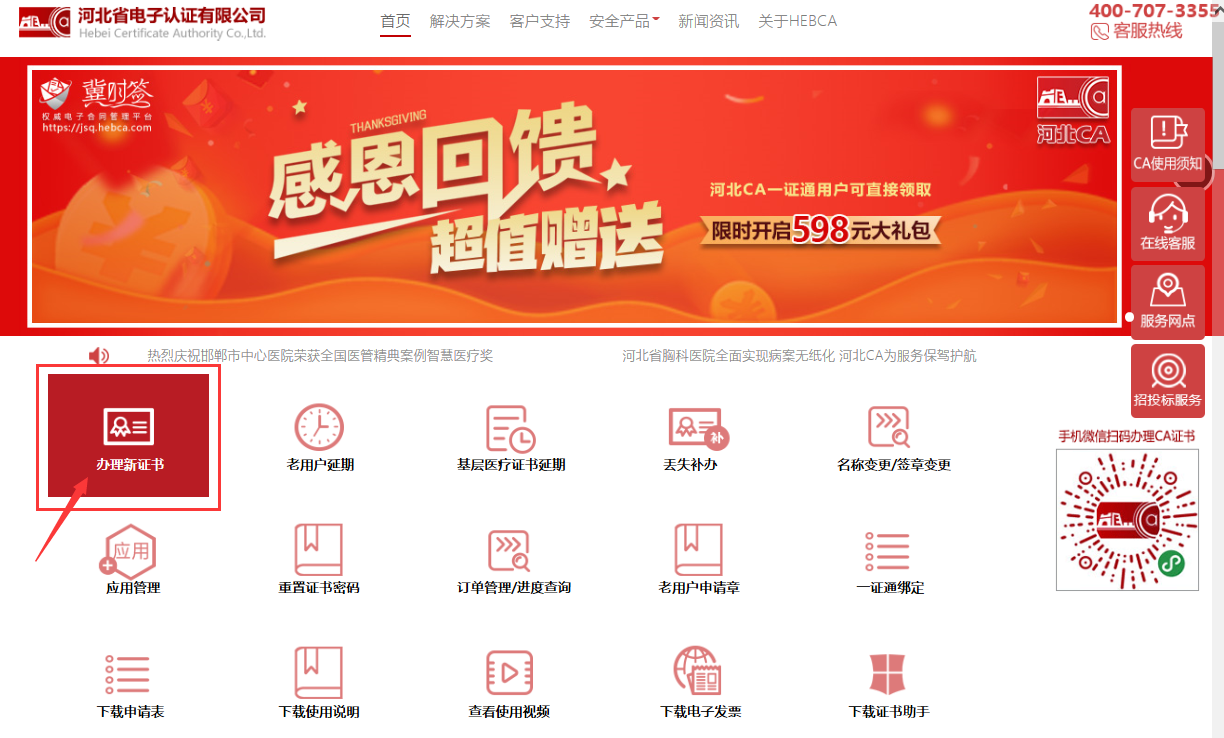 河北省电子认证有限公司
Hebei Certificate Authority Co.,Ltd.
首页 解决方案 客户支持 安全产品 新闻资讯 关于HEBCA
400-707-3355
客服热线
冀时签
权威电子合同管理平台
https://jsq.hebca.com
THANKSGIVING
感恩回馈
超值赠送
河北CA一证通用户可直接领取
限时开启598元大礼包
河北CA
CA使用须知
在线客服
服务网点
招投标服务
热烈庆祝邯郸市中心医院荣获全国医管精典案例智慧医疗奖 河北省胸科医院全面实现病案无纸化 河北CA为服务保驾护航
办理新证书 老用户延期 基层医疗证书延期 丢失补办 名称变更/签章变更
补
手机微信扫码办理CA证书
应用
应用管理 重置证书密码 订单管理/进度查询 老用户申请章 一证通绑定
下载申请表 下载使用说明 查看使用视频 下载电子发票 下载证书助手